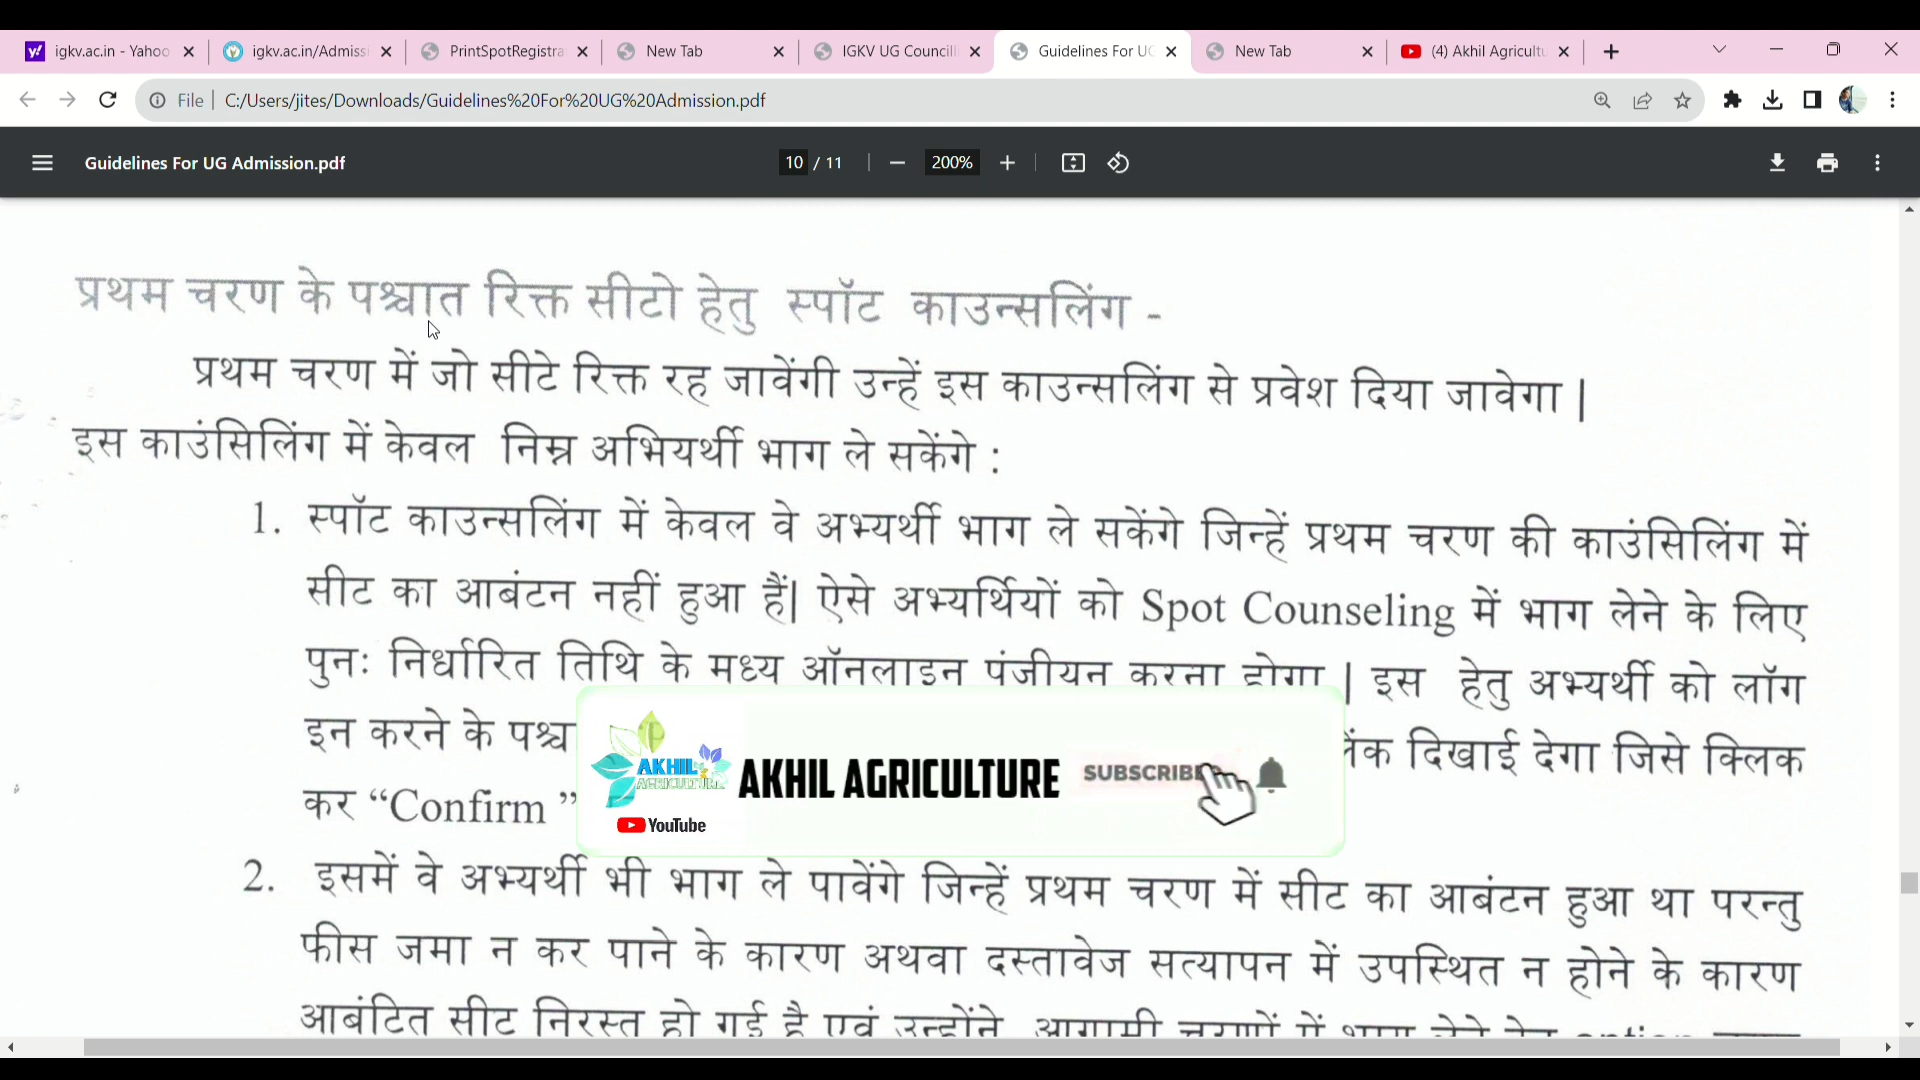 igkv.ac.in - Yahoo
igkv.ac.in/Admiss
PrintSpotRegistra
New Tab
IGKV UG Councill
Guidelines For UG
New Tab
(4) Akhil Agricultu
File | C:/Users/jites/Downloads/Guidelines%20For%20UG%20Admission.pdf
Guidelines For UG Admission.pdf
10 / 11
200%
प्रथम चरण के पश्चात रिक्त सीटो हेतु स्पॉट काउन्सलिंग -
प्रथम चरण में जो सीटे रिक्त रह जावेंगी उन्हें इस काउन्सलिंग से प्रवेश दिया जावेगा |
इस काउंसिलिंग में केवल निम्न अभियर्थी भाग ले सकेंगे :
1. स्पॉट काउन्सलिंग में केवल वे अभ्यर्थी भाग ले सकेंगे जिन्हें प्रथम चरण की काउंसिलिंग में
सीट का आबंटन नहीं हुआ हैं| ऐसे अभ्यर्थियों को Spot Counseling में भाग लेने के लिए
पुनः निर्धारित तिथि के मध्य ऑनलाइन पंजीयन करना होगा | इस हेतु अभ्यर्थी को लॉग
इन करने के पश्च दिखाई देगा जिसे क्लिक
कर “Confirm ”
AKHIL AGRICULTURE
YouTube
AKHIL AGRICULTURE
SUBSCRIBE
2. इसमें वे अभ्यर्थी भी भाग ले पावेंगे जिन्हें प्रथम चरण में सीट का आबंटन हुआ था परन्तु
फीस जमा न कर पाने के कारण अथवा दस्तावेज सत्यापन में उपस्थित न होने के कारण
आबंटित सीट निरस्त हो गई है एवं उन्होंने आगामी चरणों में भाग लेने हेतु option